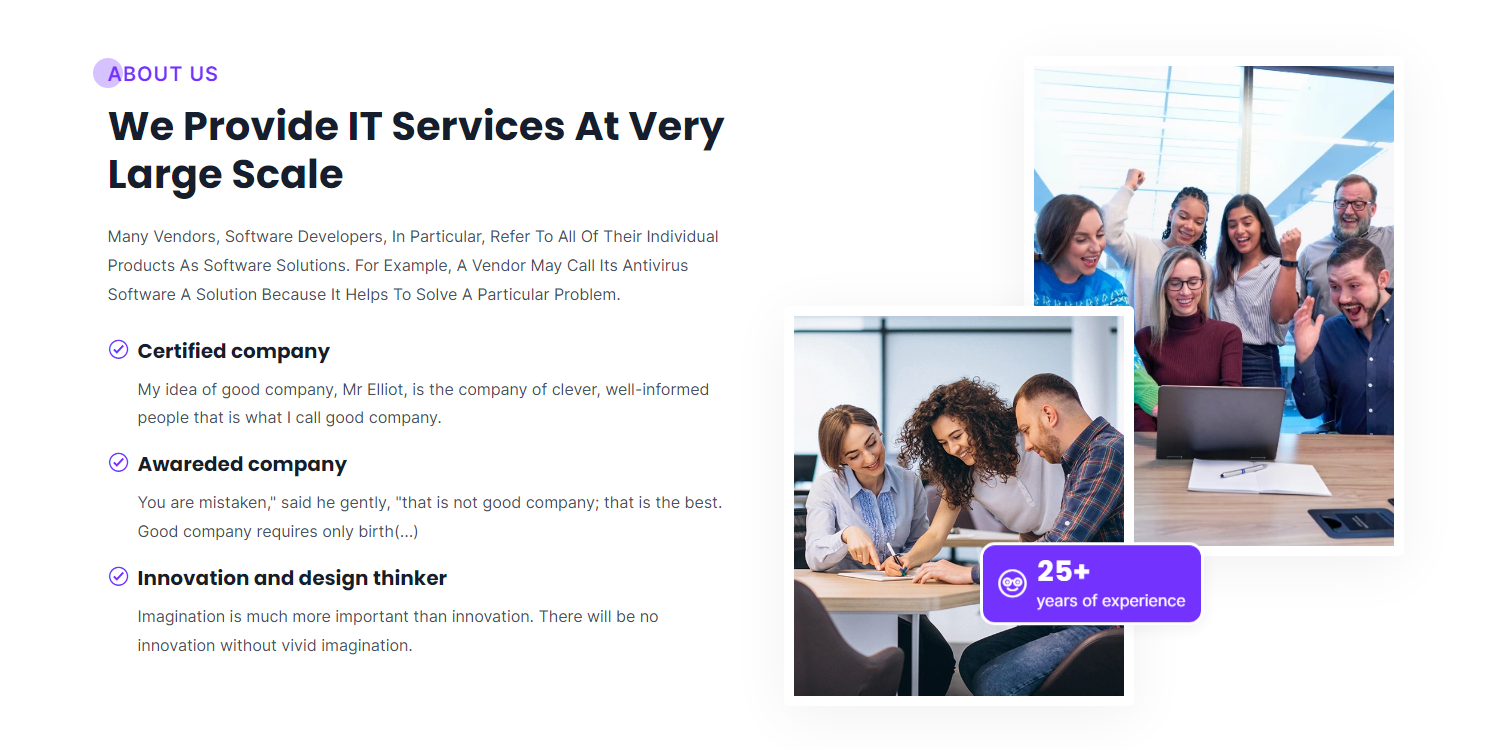 ABOUT US
We Provide IT Services At Very
Large Scale
Many Vendors, Software Developers, In Particular, Refer To All Of Their Individual
Products As Software Solutions. For Example, A Vendor May Call Its Antivirus
Software A Solution Because It Helps To Solve A Particular Problem.
Certified company
My idea of good company, Mr Elliot, is the company of clever, well-informed
people that is what I call good company.
Awareded company
You are mistaken," said he gently, "that is not good company; that is the best.
Good company requires only birth(...)
Innovation and design thinker
Imagination is much more important than innovation. There will be no
innovation without vivid imagination.
25+
years of experience